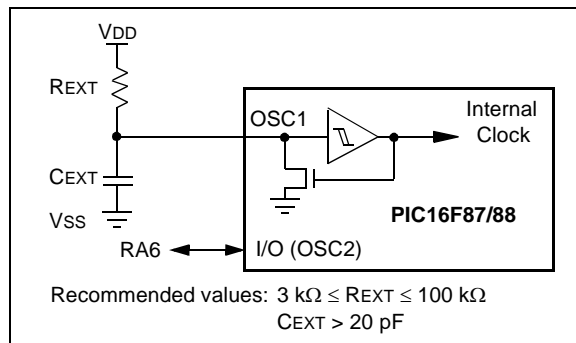 VDD
REXT
OSC1
Internal
Clock
CEXT
VSS
PIC16F87/88
RA6
I/O (OSC2)
Recommended values: 3 kΩ ≤ REXT ≤ 100 kΩ
CEXT > 20 pF